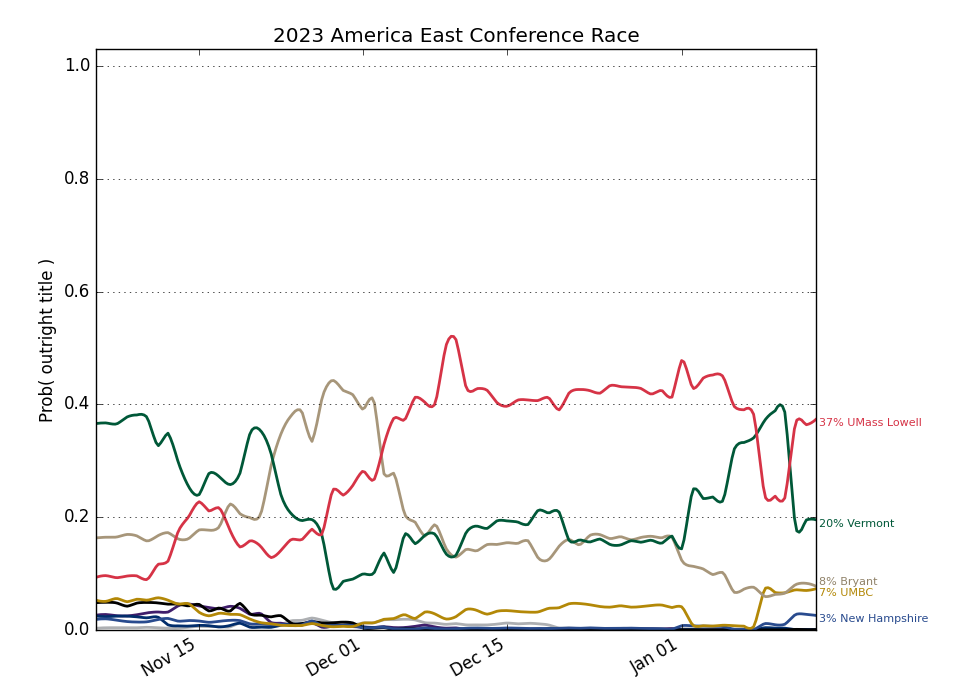 2023 America East Conference Race
Prob( outright title )
1.0
0.8
0.6
0.4
0.2
0.0
Nov 15
Dec 01
Dec 15
Jan 01
37% UMass Lowell
20% Vermont
8% Bryant
7% UMBC
3% New Hampshire